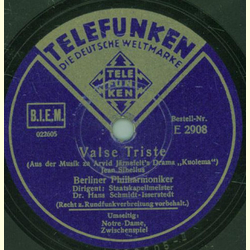 TELEFUNKEN
DIE DEUTSCHE WELTMARKE
TELE
FUN
KEN
B.I.E.M.
022605
Bestell-Nr.
E 2908
Valse Triste
(Aus der Musik zu Arvid Järnefelt's Drama „Kuolema")
Jean Sibelius
Berliner Philharmoniker
Dirigent: Staatskapellmeister
Dr. Hans Schmidt-Isserstedt
(Recht a. Rundfunkverbreitung vorbehalt.)
Umseitig:
Notre-Dame,
Zwischenspiel